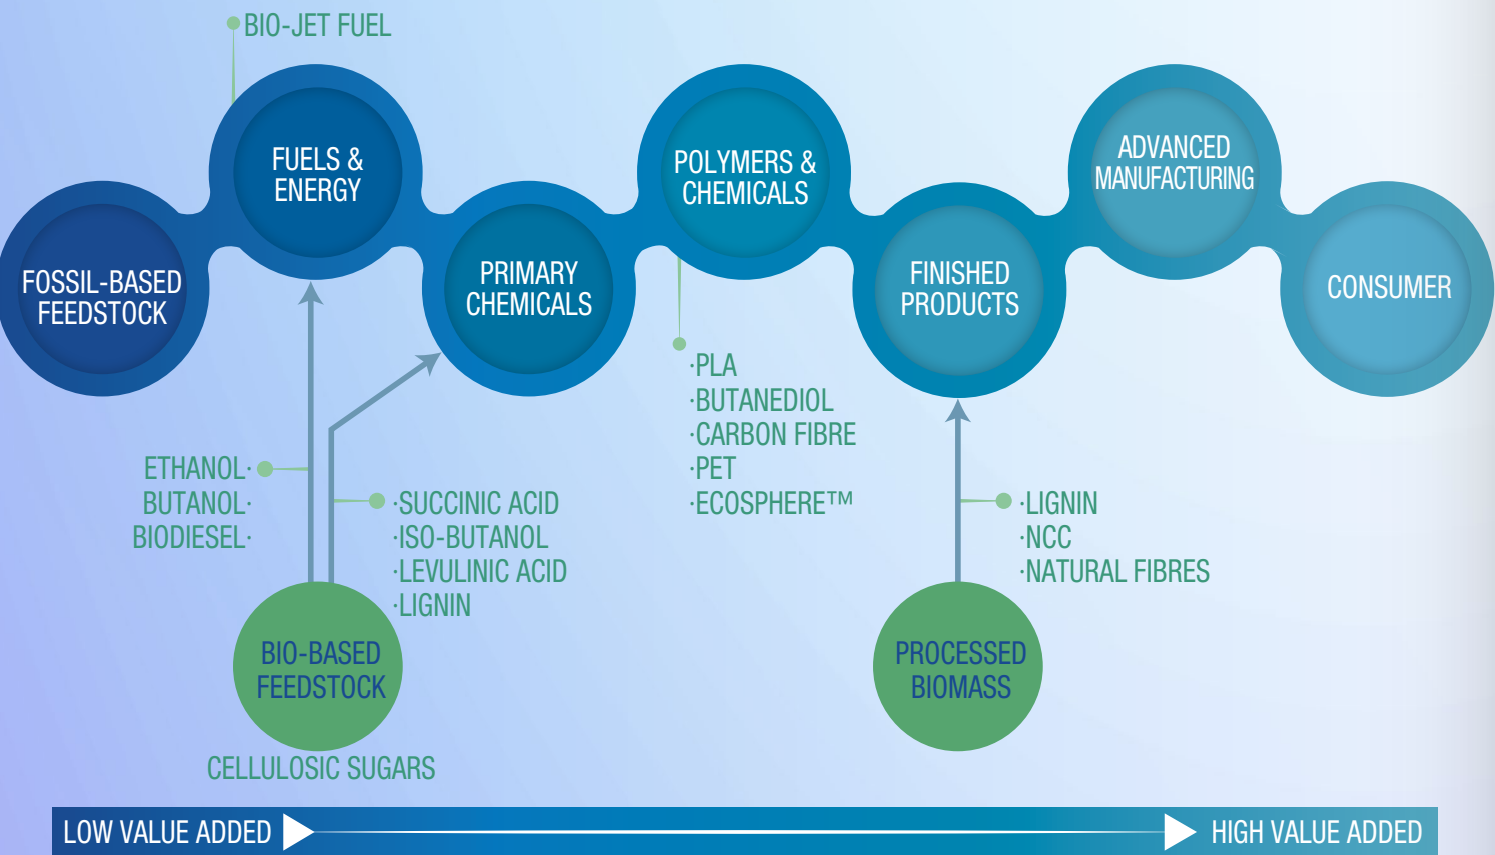 BIO-JET FUEL
FUELS &
ENERGY
POLYMERS &
CHEMICALS
ADVANCED
MANUFACTURING
FOSSIL-BASED
FEEDSTOCK
PRIMARY
CHEMICALS
FINISHED
PRODUCTS
CONSUMER
·PLA
·BUTANEDIOL
·CARBON FIBRE
·PET
·ECOSPHERE™
ETHANOL·
BUTANOL·
BIODIESEL·
·SUCCINIC ACID
·ISO-BUTANOL
·LEVULINIC ACID
·LIGNIN
·LIGNIN
·NCC
·NATURAL FIBRES
BIO-BASED
FEEDSTOCK
PROCESSED
BIOMASS
CELLULOSIC SUGARS
LOW VALUE ADDED
HIGH VALUE ADDED